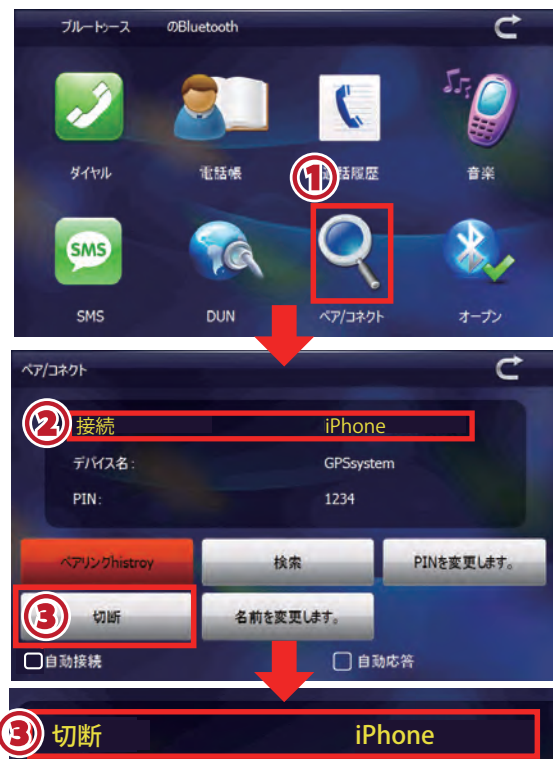 ブルートゥース のBluetooth
ダイヤル 電話帳 ① 話履歴 音楽
SMS
SMS DUN ペア/コネクト オープン
ペア/コネクト
② 接続 iPhone
デバイス名: GPSsystem
PIN: 1234
ペアリングhistroy 検索 PINを変更します。
③ 切断 名前を変更します。
自動接続 自動応答
③ 切断 iPhone